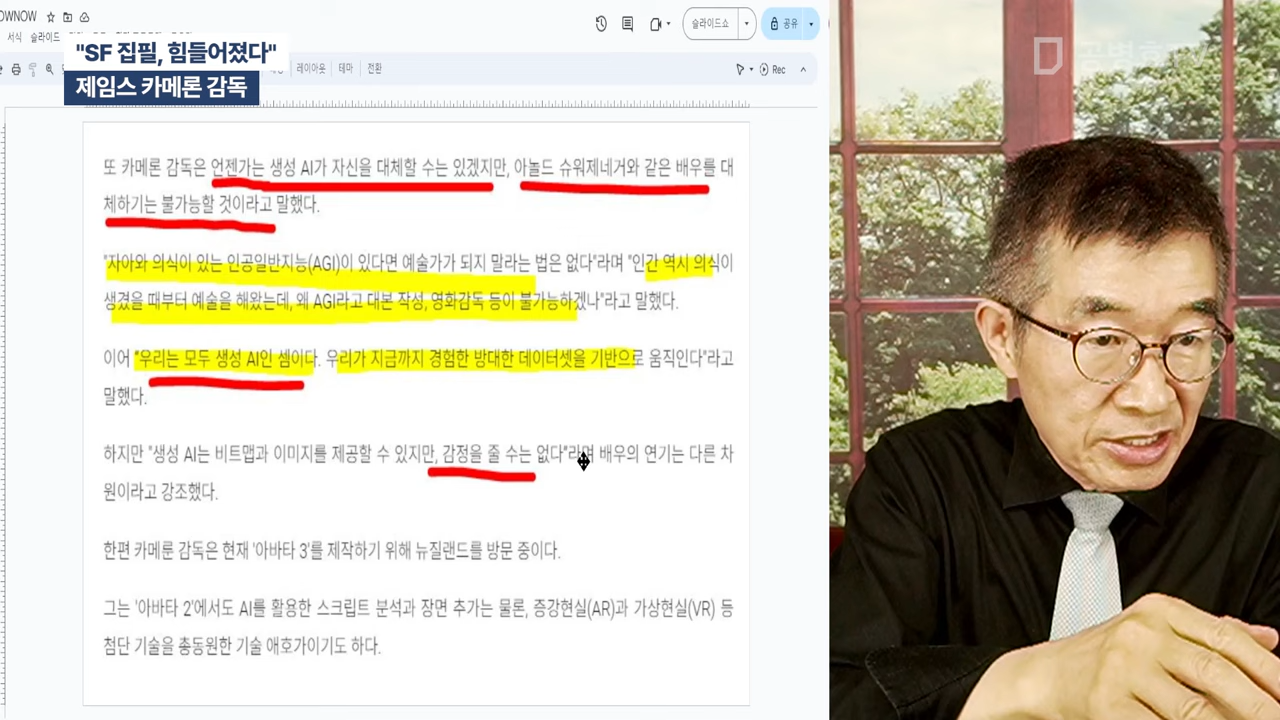 OWNOW
서식 슬라이드
"SF 집필, 힘들어졌다"
제임스 카메론 감독
레이아웃 테마 전환
슬라이드쇼
공유
Rec
공병호TV
또 카메론 감독은 언젠가는 생성 AI가 자신을 대체할 수는 있겠지만, 아놀드 슈워제네거와 같은 배우를 대
체하기는 불가능할 것이라고 말했다.
"자아와 의식이 있는 인공일반지능(AGI)이 있다면 예술가가 되지 말라는 법은 없다"라며 "인간 역시 의식이
생겼을 때부터 예술을 해왔는데, 왜 AGI라고 대본 작성, 영화감독 등이 불가능하겠나"라고 말했다.
이어 "우리는 모두 생성 AI인 셈이다. 우리가 지금까지 경험한 방대한 데이터셋을 기반으로 움직인다"라고
말했다.
하지만 "생성 AI는 비트맵과 이미지를 제공할 수 있지만, 감정을 줄 수는 없다"라며 배우의 연기는 다른 차
원이라고 강조했다.
한편 카메룬 감독은 현재 '아바타 3'를 제작하기 위해 뉴질랜드를 방문 중이다.
그는 '아바타 2'에서도 AI를 활용한 스크립트 분석과 장면 추가는 물론, 증강현실(AR)과 가상현실(VR) 등
첨단 기술을 총동원한 기술 애호가이기도 하다.